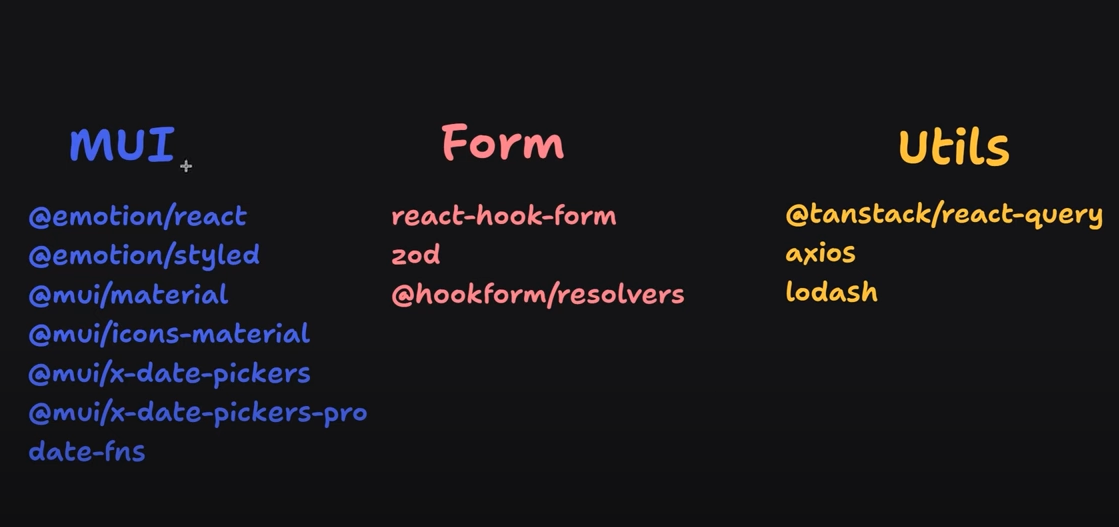 MUI
@emotion/react
@emotion/styled
@mui/material
@mui/icons-material
@mui/x-date-pickers
@mui/x-date-pickers-pro
date-fns
Form
react-hook-form
zod
@hookform/resolvers
Utils
@tanstack/react-query
axios
lodash